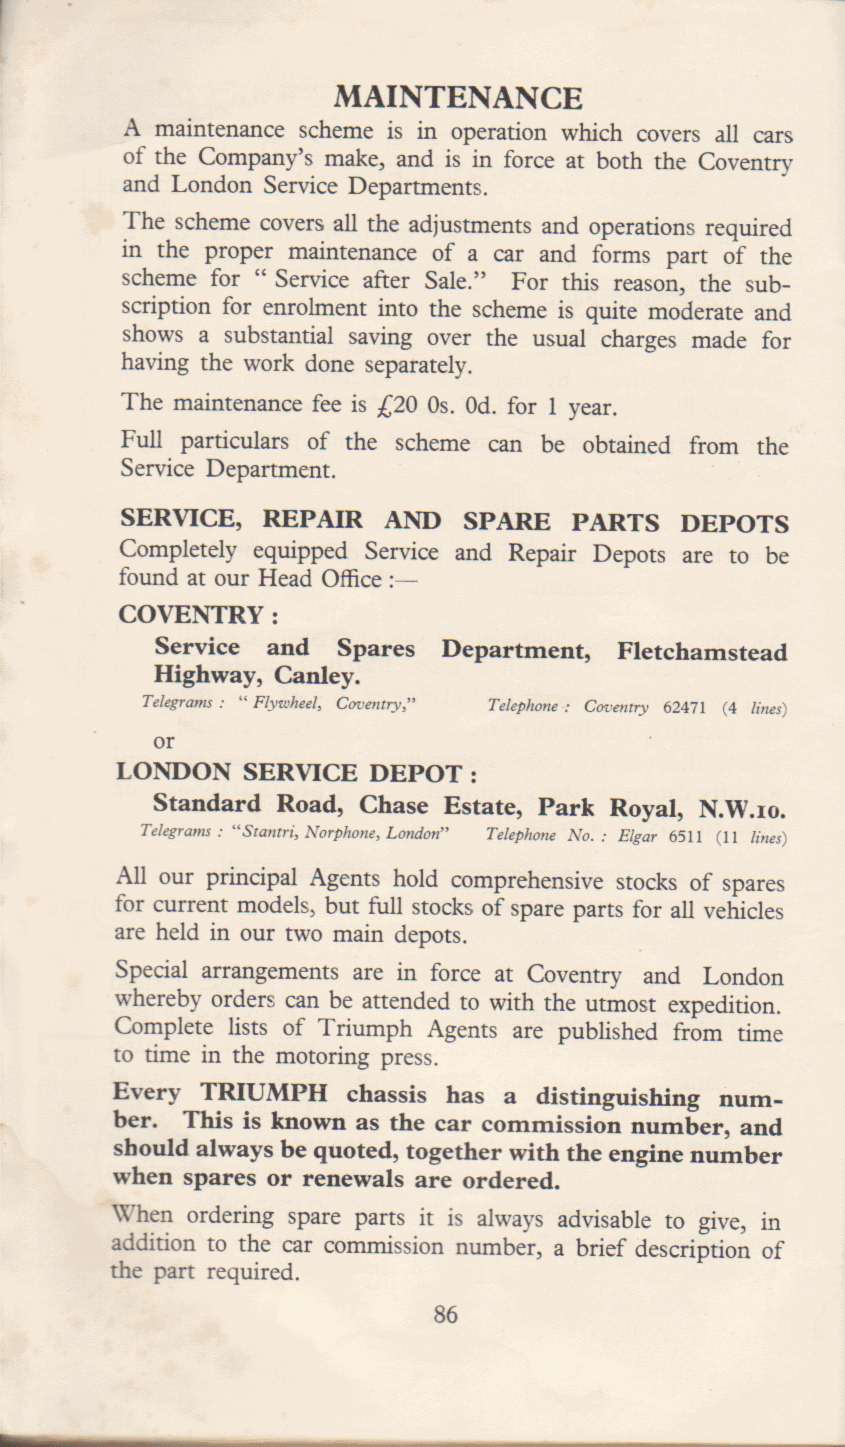 MAINTENANCE
A maintenance scheme is in operation which covers all cars
of the Company’s make, and is in force at both the Coventry
and London Service Departments.
The scheme covers all the adjustments and operations required
in the proper maintenance of a car and forms part of the
scheme for “ Service after Sale.” For this reason, the sub-
scription for enrolment into the scheme is quite moderate and
shows a substantial saving over the usual charges made for
having the work done separately.
The maintenance fee is £20 0s. 0d. for 1 year.
Full particulars of the scheme can be obtained from the
Service Department.
SERVICE, REPAIR AND SPARE PARTS DEPOTS
Completely equipped Service and Repair Depots are to be
found at our Head Office :—
COVENTRY :
Service and Spares Department, Fletchamstead
Highway, Canley.
Telegrams : “ Flywheel, Coventry,” Telephone : Coventry 62471 (4 lines)
or
LONDON SERVICE DEPOT :
Standard Road, Chase Estate, Park Royal, N.W.10.
Telegrams : “Stantri, Norphone, London” Telephone No. : Elgar 6511 (11 lines)
All our principal Agents hold comprehensive stocks of spares
for current models, but full stocks of spare parts for all vehicles
are held in our two main depots.
Special arrangements are in force at Coventry and London
whereby orders can be attended to with the utmost expedition.
Complete lists of Triumph Agents are published from time
to time in the motoring press.
Every TRIUMPH chassis has a distinguishing num-
ber. This is known as the car commission number, and
should always be quoted, together with the engine number
when spares or renewals are ordered.
When ordering spare parts it is always advisable to give, in
addition to the car commission number, a brief description of
the part required.
86